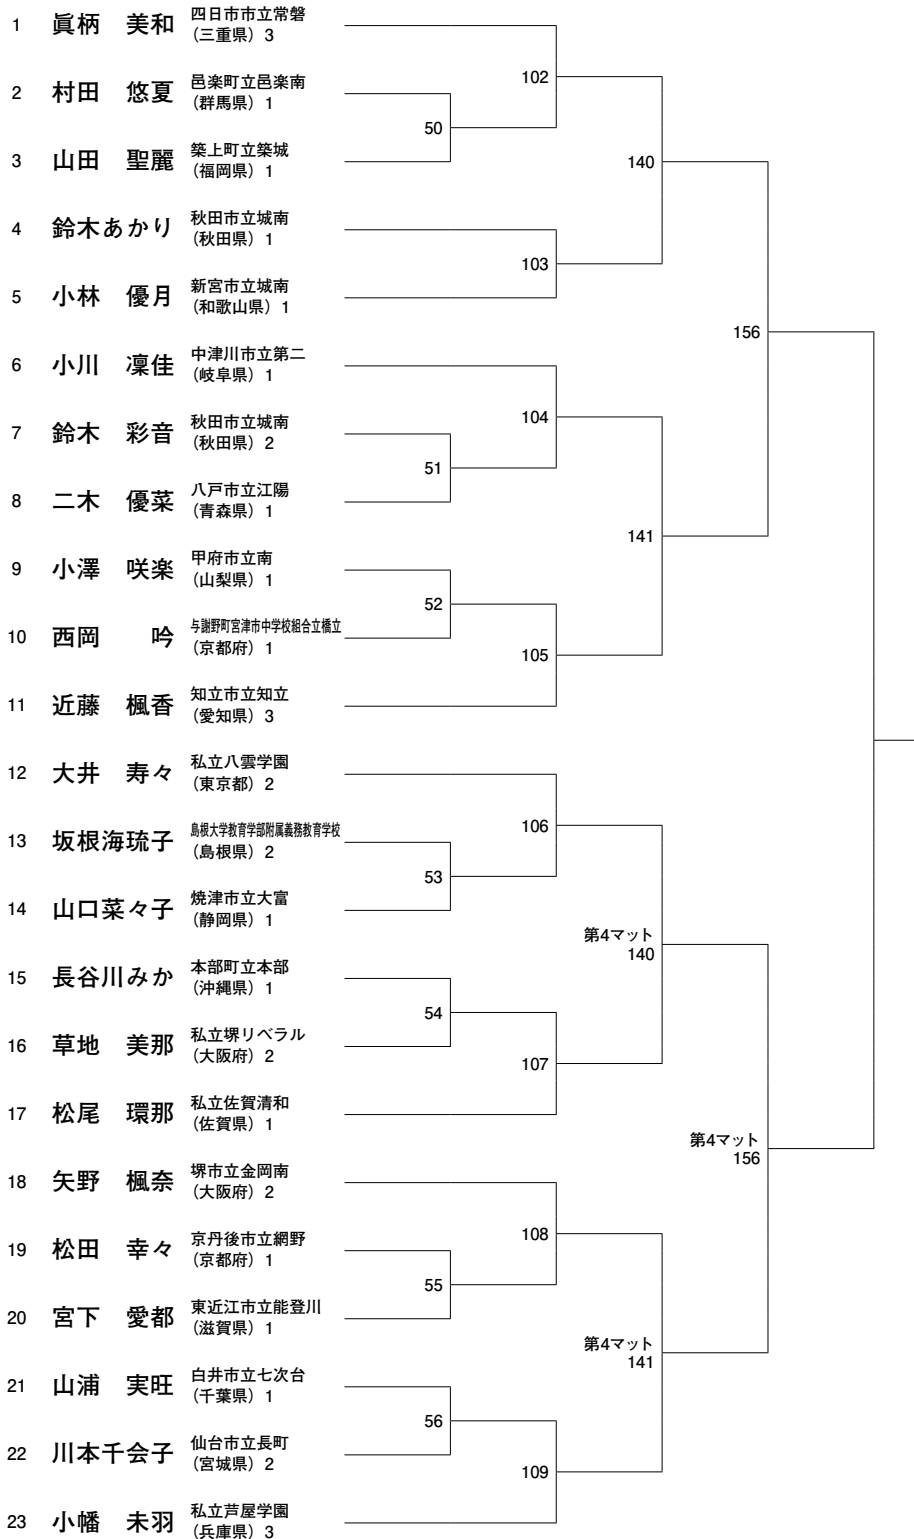 1 眞柄　美和 四日市市立常磐
(三重県) 3
102
2 村田　悠夏 邑楽町立邑楽南
(群馬県) 1
50
3 山田　聖麗 築上町立築城
(福岡県) 1
140
4 鈴木あかり 秋田市立城南
(秋田県) 1
103
5 小林　優月 新宮市立城南
(和歌山県) 1
156
6 小川　凜佳 中津川市立第二
(岐阜県) 1
104
7 鈴木　彩音 秋田市立城南
(秋田県) 2
51
8 二木　優菜 八戸市立江陽
(青森県) 1
141
9 小澤　咲楽 甲府市立南
(山梨県) 1
52
10 西岡　吟 与謝野町宮津市中学校組合立橋立
(京都府) 1
105
11 近藤　楓香 知立市立知立
(愛知県) 3
12 大井　寿々 私立八雲学園
(東京都) 2
106
13 坂根海琉子 島根大学教育学部附属義務教育学校
(島根県) 2
53
14 山口菜々子 焼津市立大富
(静岡県) 1
第4マット
140
15 長谷川みか 本部町立本部
(沖縄県) 1
54
16 草地　美那 私立堺リベラル
(大阪府) 2
107
17 松尾　環那 私立佐賀清和
(佐賀県) 1
第4マット
156
18 矢野　楓奈 堺市立金岡南
(大阪府) 2
108
19 松田　幸々 京丹後市立網野
(京都府) 1
55
20 宮下　愛都 東近江市立能登川
(滋賀県) 1
第4マット
141
21 山浦　実旺 白井市立七次台
(千葉県) 1
56
22 川本千会子 仙台市立長町
(宮城県) 2
109
23 小幡　未羽 私立芦屋学園
(兵庫県) 3